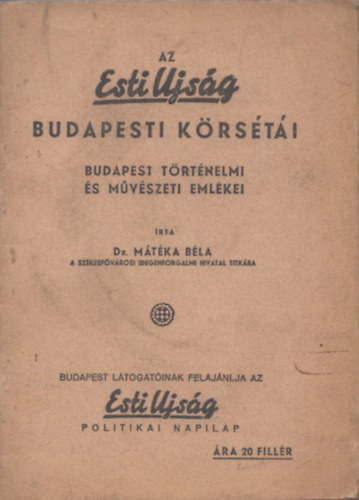 AZ
Esti Ujság
BUDAPESTI KÖRSÉTÁI
BUDAPEST TÖRTÉNELMI
ÉS MŰVÉSZETI EMLÉKEI
ÍRTA
Dr. MÁTÉKA BÉLA
A SZÉKESFŐVÁROSI IDEGENFORGALMI HIVATAL TITKÁRA
BUDAPEST LÁTOGATÓINAK FELAJÁNLJA AZ
Esti Ujság
POLITIKAI NAPILAP
ÁRA 20 FILLÉR